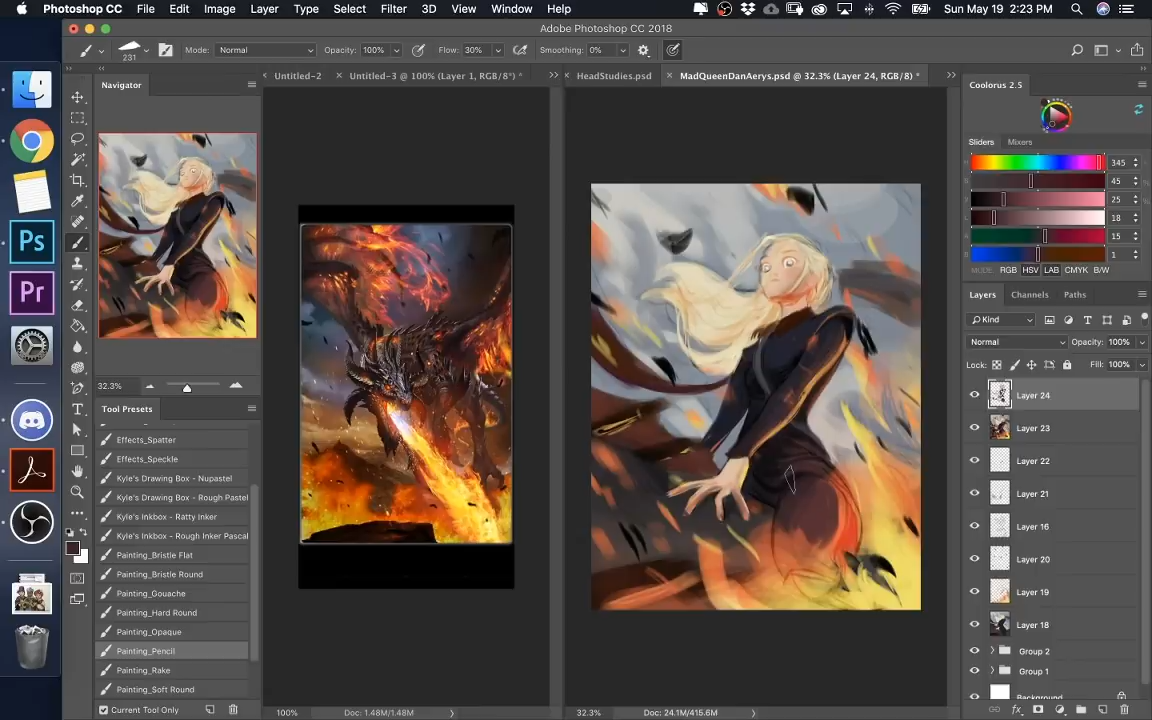 Photoshop CC File Edit Image Layer Type Select Filter 3D View Window Help Sun May 19 2:23 PM
Adobe Photoshop CC 2018
231 Mode: Normal Opacity: 100% Flow: 30% Smoothing: 0%
Navigator
Untitled-2 × Untitled-3 @ 100% (Layer 1, RGB/8*) * >>
HeadStudies.psd × MadQueenDanAerys.psd @ 32.3% (Layer 24, RGB/8) * >>
Coolorus 2.5
Sliders Mixers
345
45
25
18
15
1
MODE: RGB HSV LAB CMYK B/W
Layers Channels Paths
Kind
Normal Opacity: 100%
Lock: Fill: 100%
Layer 24
Layer 23
Layer 22
Layer 21
Layer 16
Layer 20
Layer 19
Layer 18
Group 2
Group 1
Background
32.3%
Tool Presets
Effects_Spatter
Effects_Speckle
Kyle's Drawing Box - Nupastel
Kyle's Drawing Box - Rough Pastel
Kyle's Inkbox - Ratty Inker
Kyle's Inkbox - Rough Inker Pascal
Painting_Bristle Flat
Painting_Bristle Round
Painting_Gouache
Painting_Hard Round
Painting_Opaque
Painting_Pencil
Painting_Rake
Painting_Soft Round
Current Tool Only
100% Doc: 1.48M/1.48M
32.3% Doc: 24.1M/415.6M
Ps
Pr
T
fx